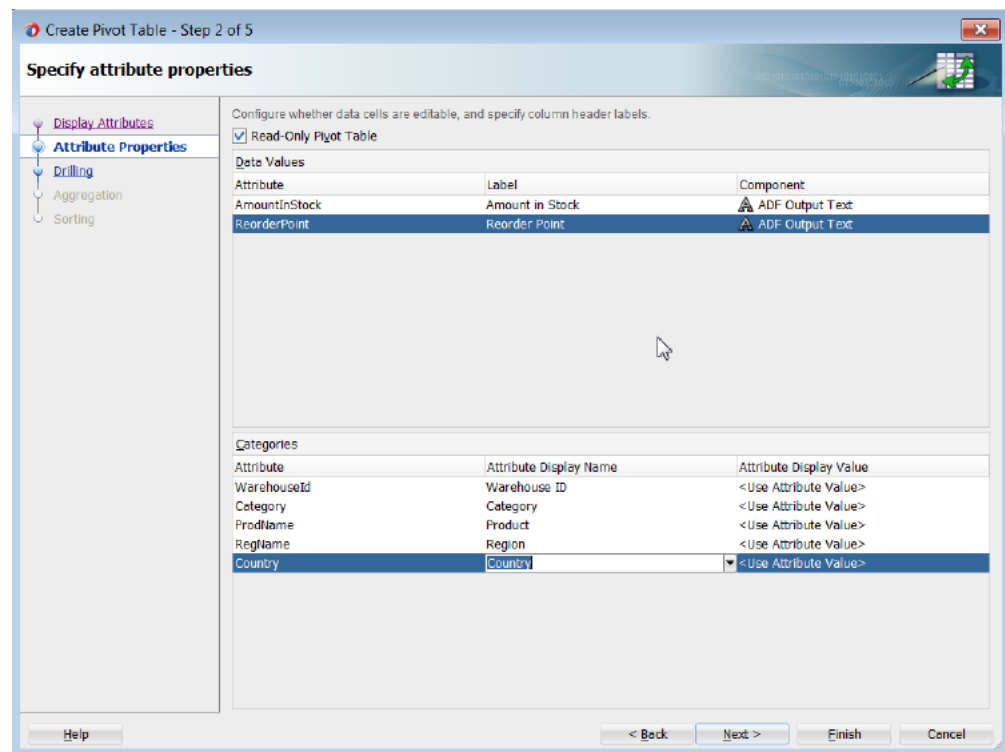 Create Pivot Table - Step 2 of 5
Specify attribute properties
Display Attributes
Attribute Properties
Drilling
Aggregation
Sorting
Configure whether data cells are editable, and specify column header labels.
Read-Only Pivot Table
Data Values
Attribute Label Component
AmountInStock Amount in Stock ADF Output Text
ReorderPoint Reorder Point ADF Output Text
Categories
Attribute Attribute Display Name Attribute Display Value
WarehouseId Warehouse ID <Use Attribute Value>
Category Category <Use Attribute Value>
ProdName Product <Use Attribute Value>
RegName Region <Use Attribute Value>
Country Country <Use Attribute Value>
Help < Back Next > Finish Cancel